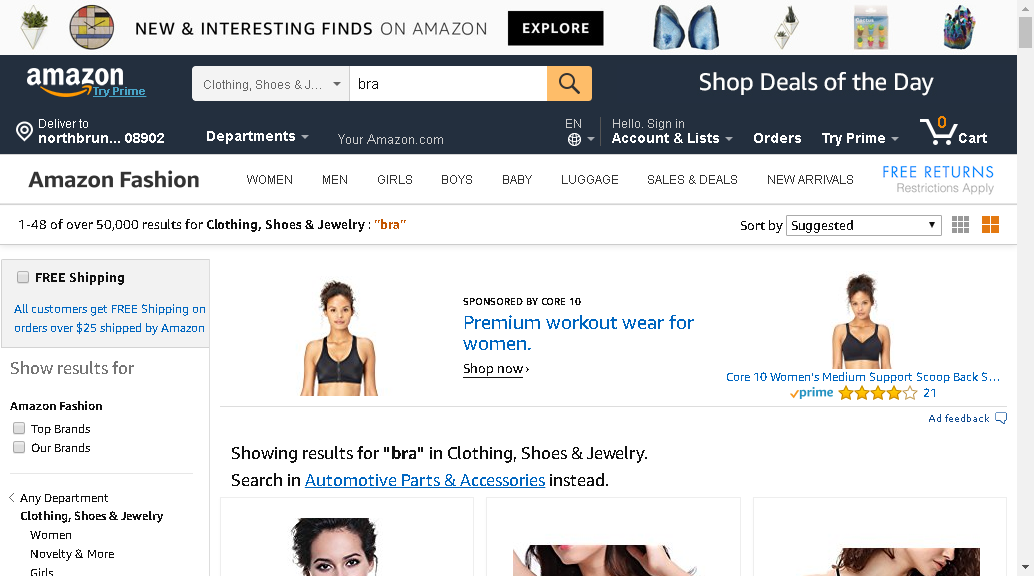 NEW & INTERESTING FINDS ON AMAZON EXPLORE
amazon
Try Prime
Clothing, Shoes & J... bra
Shop Deals of the Day
Deliver to
northbrun... 08902
Departments
Your Amazon.com
EN
Hello. Sign in
Account & Lists
Orders
Try Prime
0
Cart
Amazon Fashion
WOMEN MEN GIRLS BOYS BABY LUGGAGE SALES & DEALS NEW ARRIVALS
FREE RETURNS
Restrictions Apply
1-48 of over 50,000 results for Clothing, Shoes & Jewelry : "bra"
Sort by Suggested
FREE Shipping
All customers get FREE Shipping on
orders over $25 shipped by Amazon
Show results for
Amazon Fashion
Top Brands
Our Brands
Any Department
Clothing, Shoes & Jewelry
Women
Novelty & More
Girls
SPONSORED BY CORE 10
Premium workout wear for
women.
Shop now ›
Core 10 Women's Medium Support Scoop Back S...
prime 21
Ad feedback
Showing results for "bra" in Clothing, Shoes & Jewelry.
Search in Automotive Parts & Accessories instead.